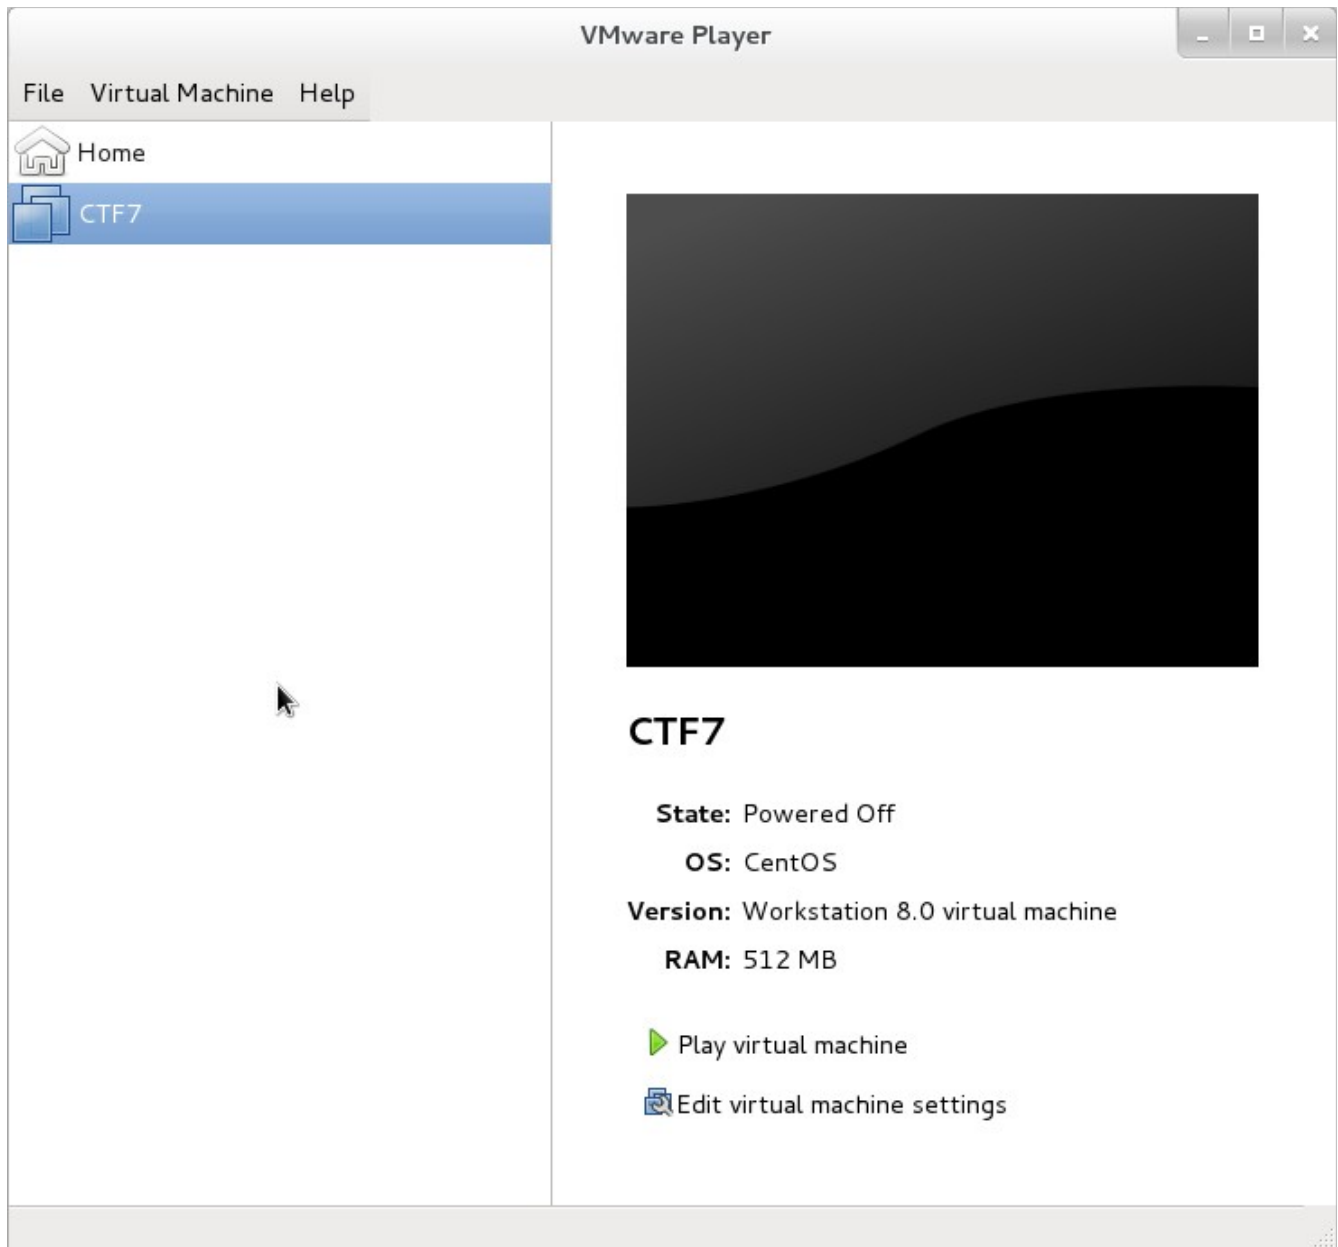 VMware Player
File Virtual Machine Help
Home
CTF7
CTF7
State: Powered Off
OS: CentOS
Version: Workstation 8.0 virtual machine
RAM: 512 MB
Play virtual machine
Edit virtual machine settings